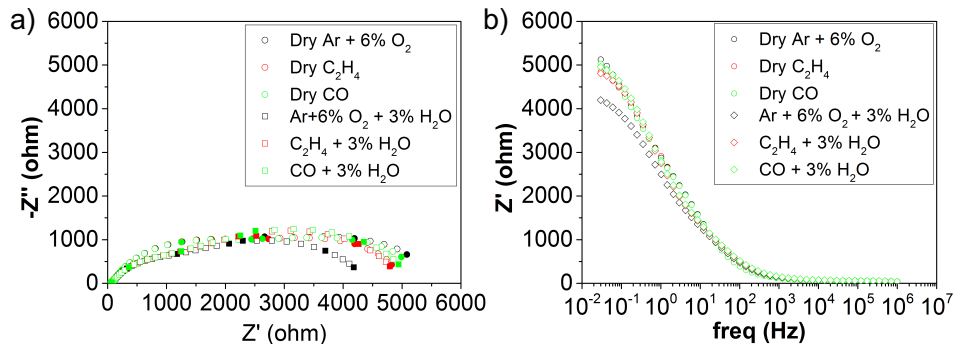 a)
-Z'' (ohm)
6000
5000
4000
3000
2000
1000
0
Dry Ar + 6% O₂
Dry C₂H₄
Dry CO
Ar+6% O₂ + 3% H₂O
C₂H₄ + 3% H₂O
CO + 3% H₂O
0 1000 2000 3000 4000 5000 6000
Z' (ohm)
b)
Z' (ohm)
6000
5000
4000
3000
2000
1000
0
Dry Ar + 6% O₂
Dry C₂H₄
Dry CO
Ar + 6% O₂ + 3% H₂O
C₂H₄ + 3% H₂O
CO + 3% H₂O
10⁻² 10⁻¹ 10⁰ 10¹ 10² 10³ 10⁴ 10⁵ 10⁶ 10⁷
freq (Hz)